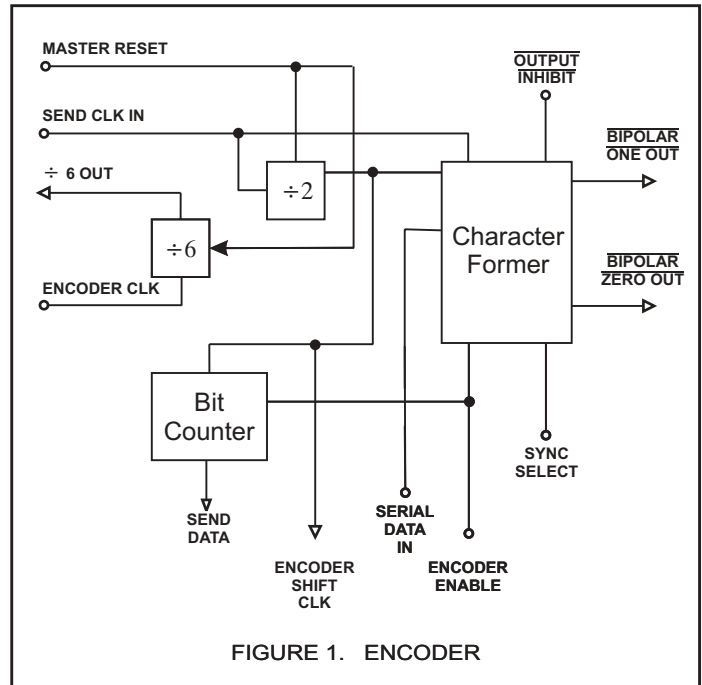 MASTER RESET
SEND CLK IN
÷ 6 OUT
ENCODER CLK
÷2
÷6
OUTPUT
INHIBIT
BIPOLAR
ONE OUT
Character
Former
BIPOLAR
ZERO OUT
Bit
Counter
SEND
DATA
ENCODER
SHIFT
CLK
SERIAL
DATA
IN
ENCODER
ENABLE
SYNC
SELECT
FIGURE 1. ENCODER